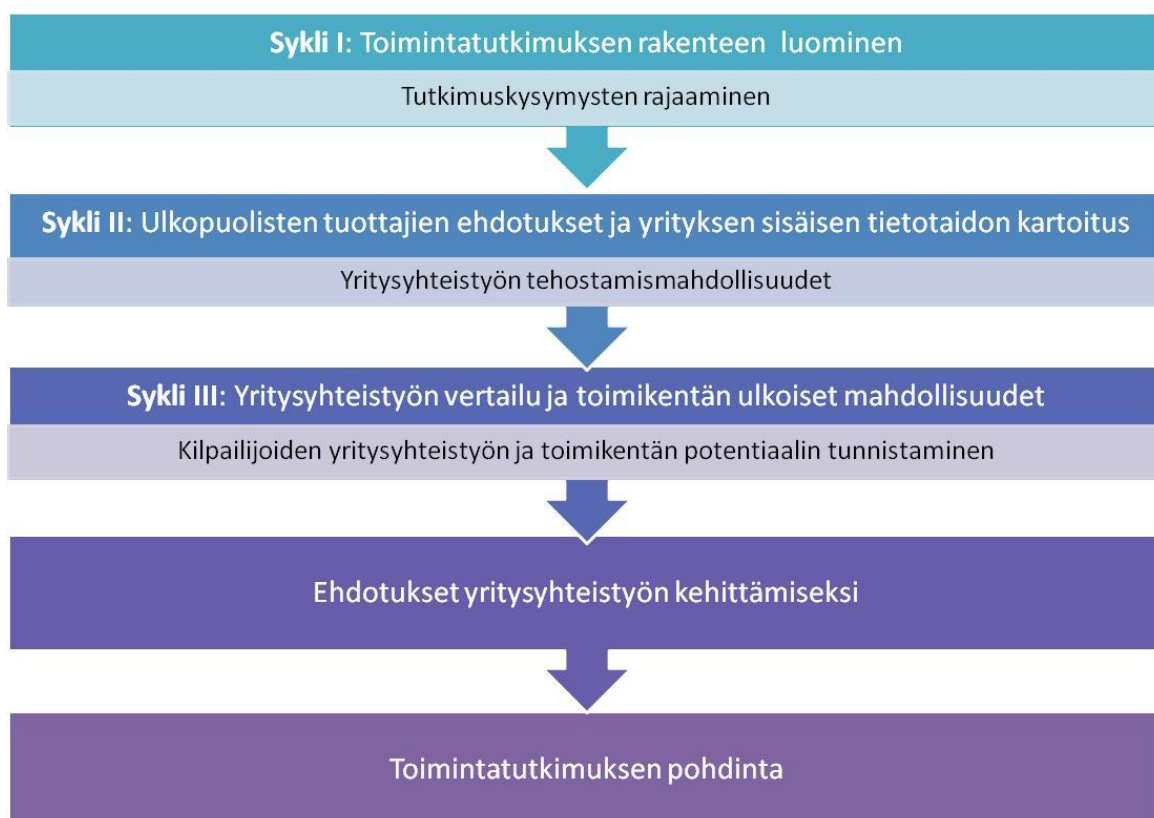 Sykli I: Toimintatutkimuksen rakenteen luominen
Tutkimuskysymysten rajaaminen
Sykli II: Ulkopuolisten tuottajien ehdotukset ja yrityksen sisäisen tietotaidon kartoitus
Yritysyhteistyön tehostamismahdollisuudet
Sykli III: Yritysyhteistyön vertailu ja toimikentän ulkoiset mahdollisuudet
Kilpailijoiden yritysyhteistyön ja toimikentän potentiaalin tunnistaminen
Ehdotukset yritysyhteistyön kehittämiseksi
Toimintatutkimuksen pohdinta